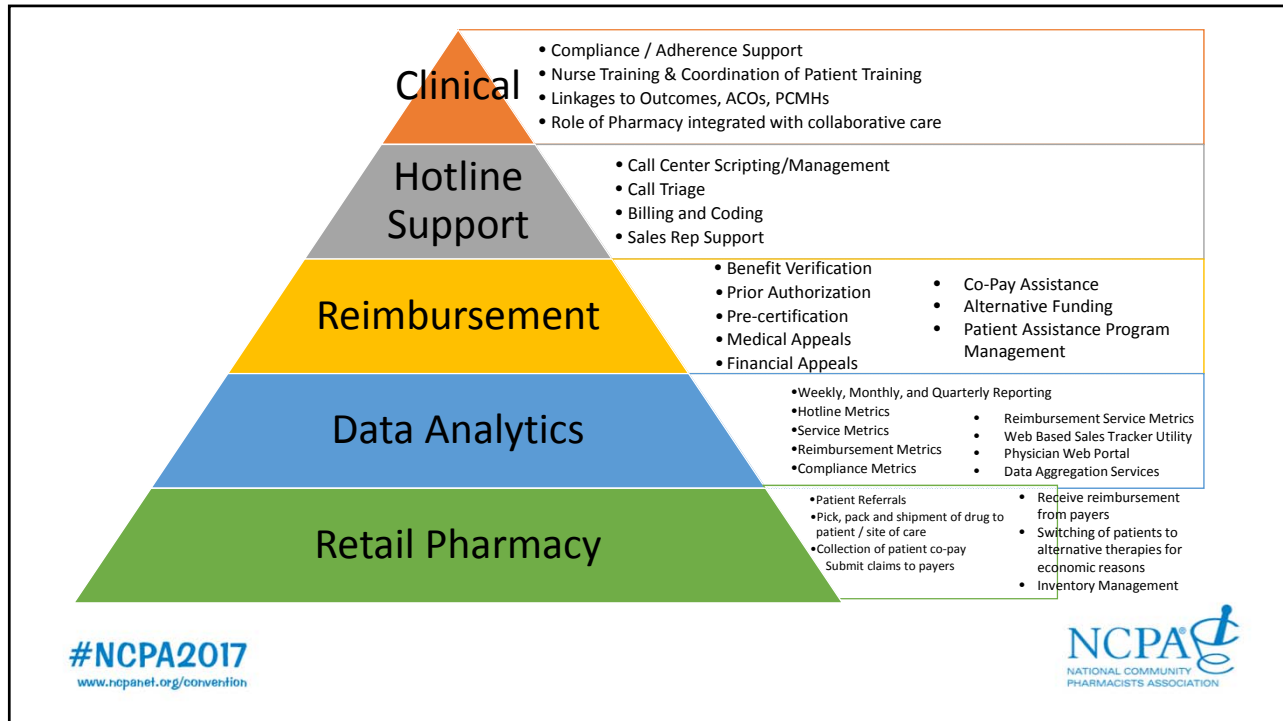 Clinical
• Compliance / Adherence Support
• Nurse Training & Coordination of Patient Training
• Linkages to Outcomes, ACOs, PCMHs
• Role of Pharmacy integrated with collaborative care
Hotline
Support
• Call Center Scripting/Management
• Call Triage
• Billing and Coding
• Sales Rep Support
Reimbursement
• Benefit Verification
• Prior Authorization
• Pre-certification
• Medical Appeals
• Financial Appeals
• Co-Pay Assistance
• Alternative Funding
• Patient Assistance Program
Management
Data Analytics
•Weekly, Monthly, and Quarterly Reporting
•Hotline Metrics
•Service Metrics
•Reimbursement Metrics
•Compliance Metrics
• Reimbursement Service Metrics
• Web Based Sales Tracker Utility
• Physician Web Portal
• Data Aggregation Services
Retail Pharmacy
•Patient Referrals
•Pick, pack and shipment of drug to
patient / site of care
•Collection of patient co-pay
Submit claims to payers
• Receive reimbursement
from payers
• Switching of patients to
alternative therapies for
economic reasons
• Inventory Management
#NCPA2017
www.ncpanet.org/convention
NCPA®
NATIONAL COMMUNITY
PHARMACISTS ASSOCIATION